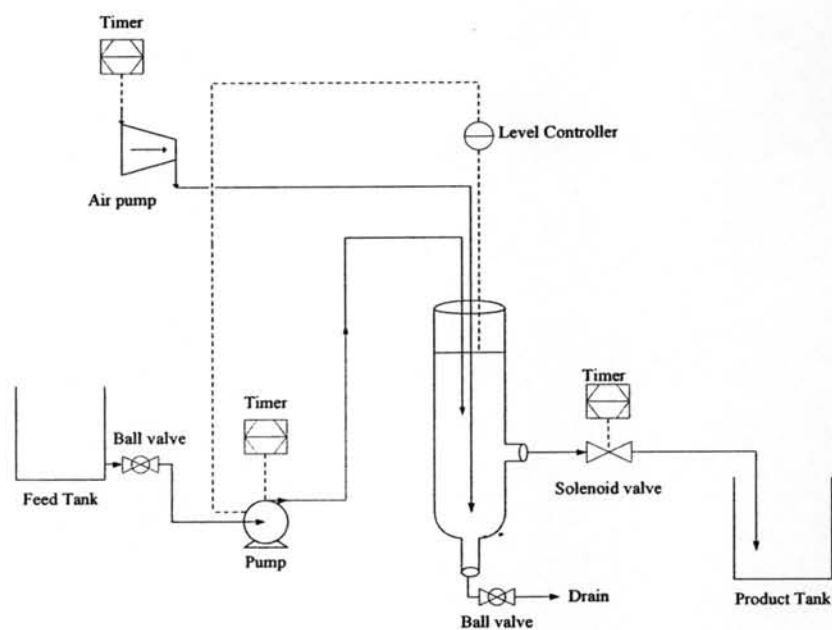 Timer
Level Controller
Air pump
Timer
Timer
Ball valve
Feed Tank
Solenoid valve
Pump
Drain
Ball valve
Product Tank